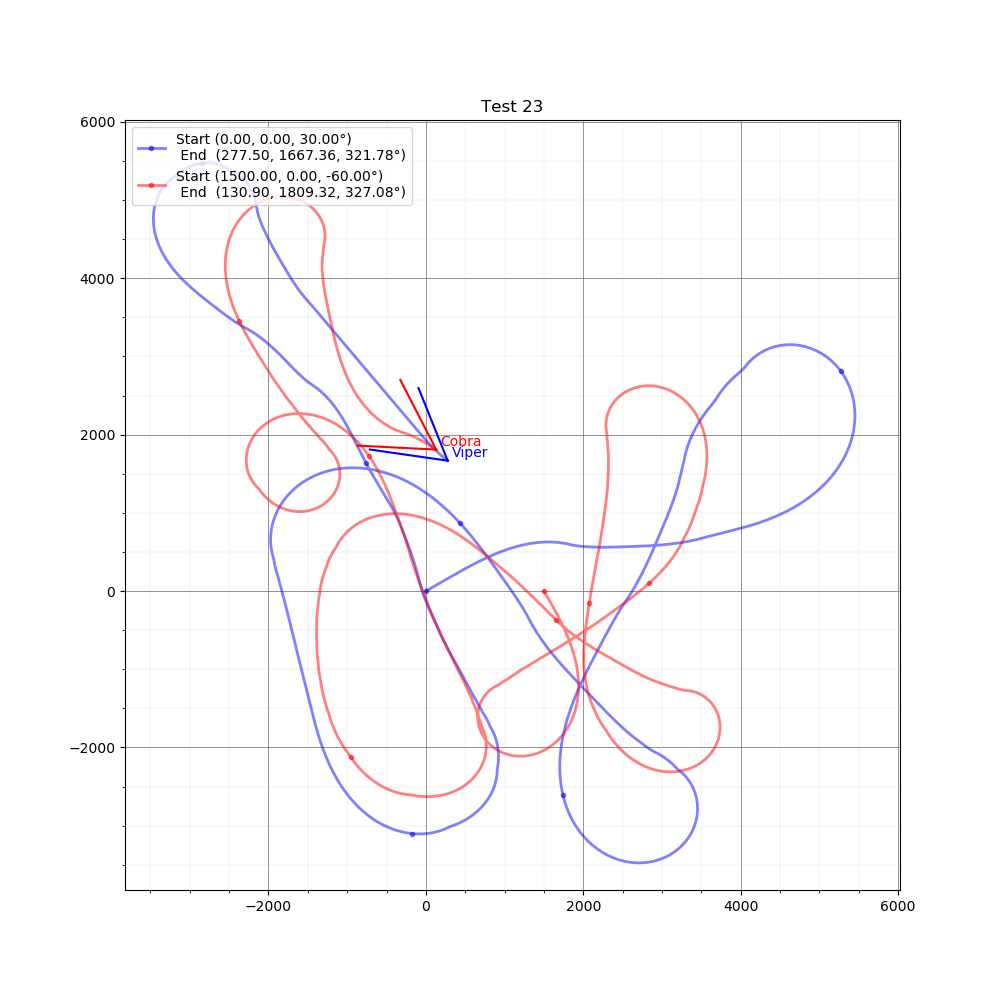 Test 23
6000
4000
2000
0
−2000
Start (0.00, 0.00, 30.00°)
End (277.50, 1667.36, 321.78°)
Start (1500.00, 0.00, -60.00°)
End (130.90, 1809.32, 327.08°)
Cobra
Viper
−2000
0
2000
4000
6000